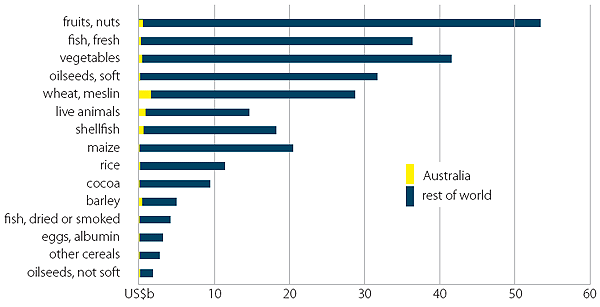 fruits, nuts
fish, fresh
vegetables
oilseeds, soft
wheat, meslin
live animals
shellfish
maize
rice
cocoa
barley
fish, dried or smoked
eggs, albumin
other cereals
oilseeds, not soft
Australia
rest of world
US$b 10 20 30 40 50 60